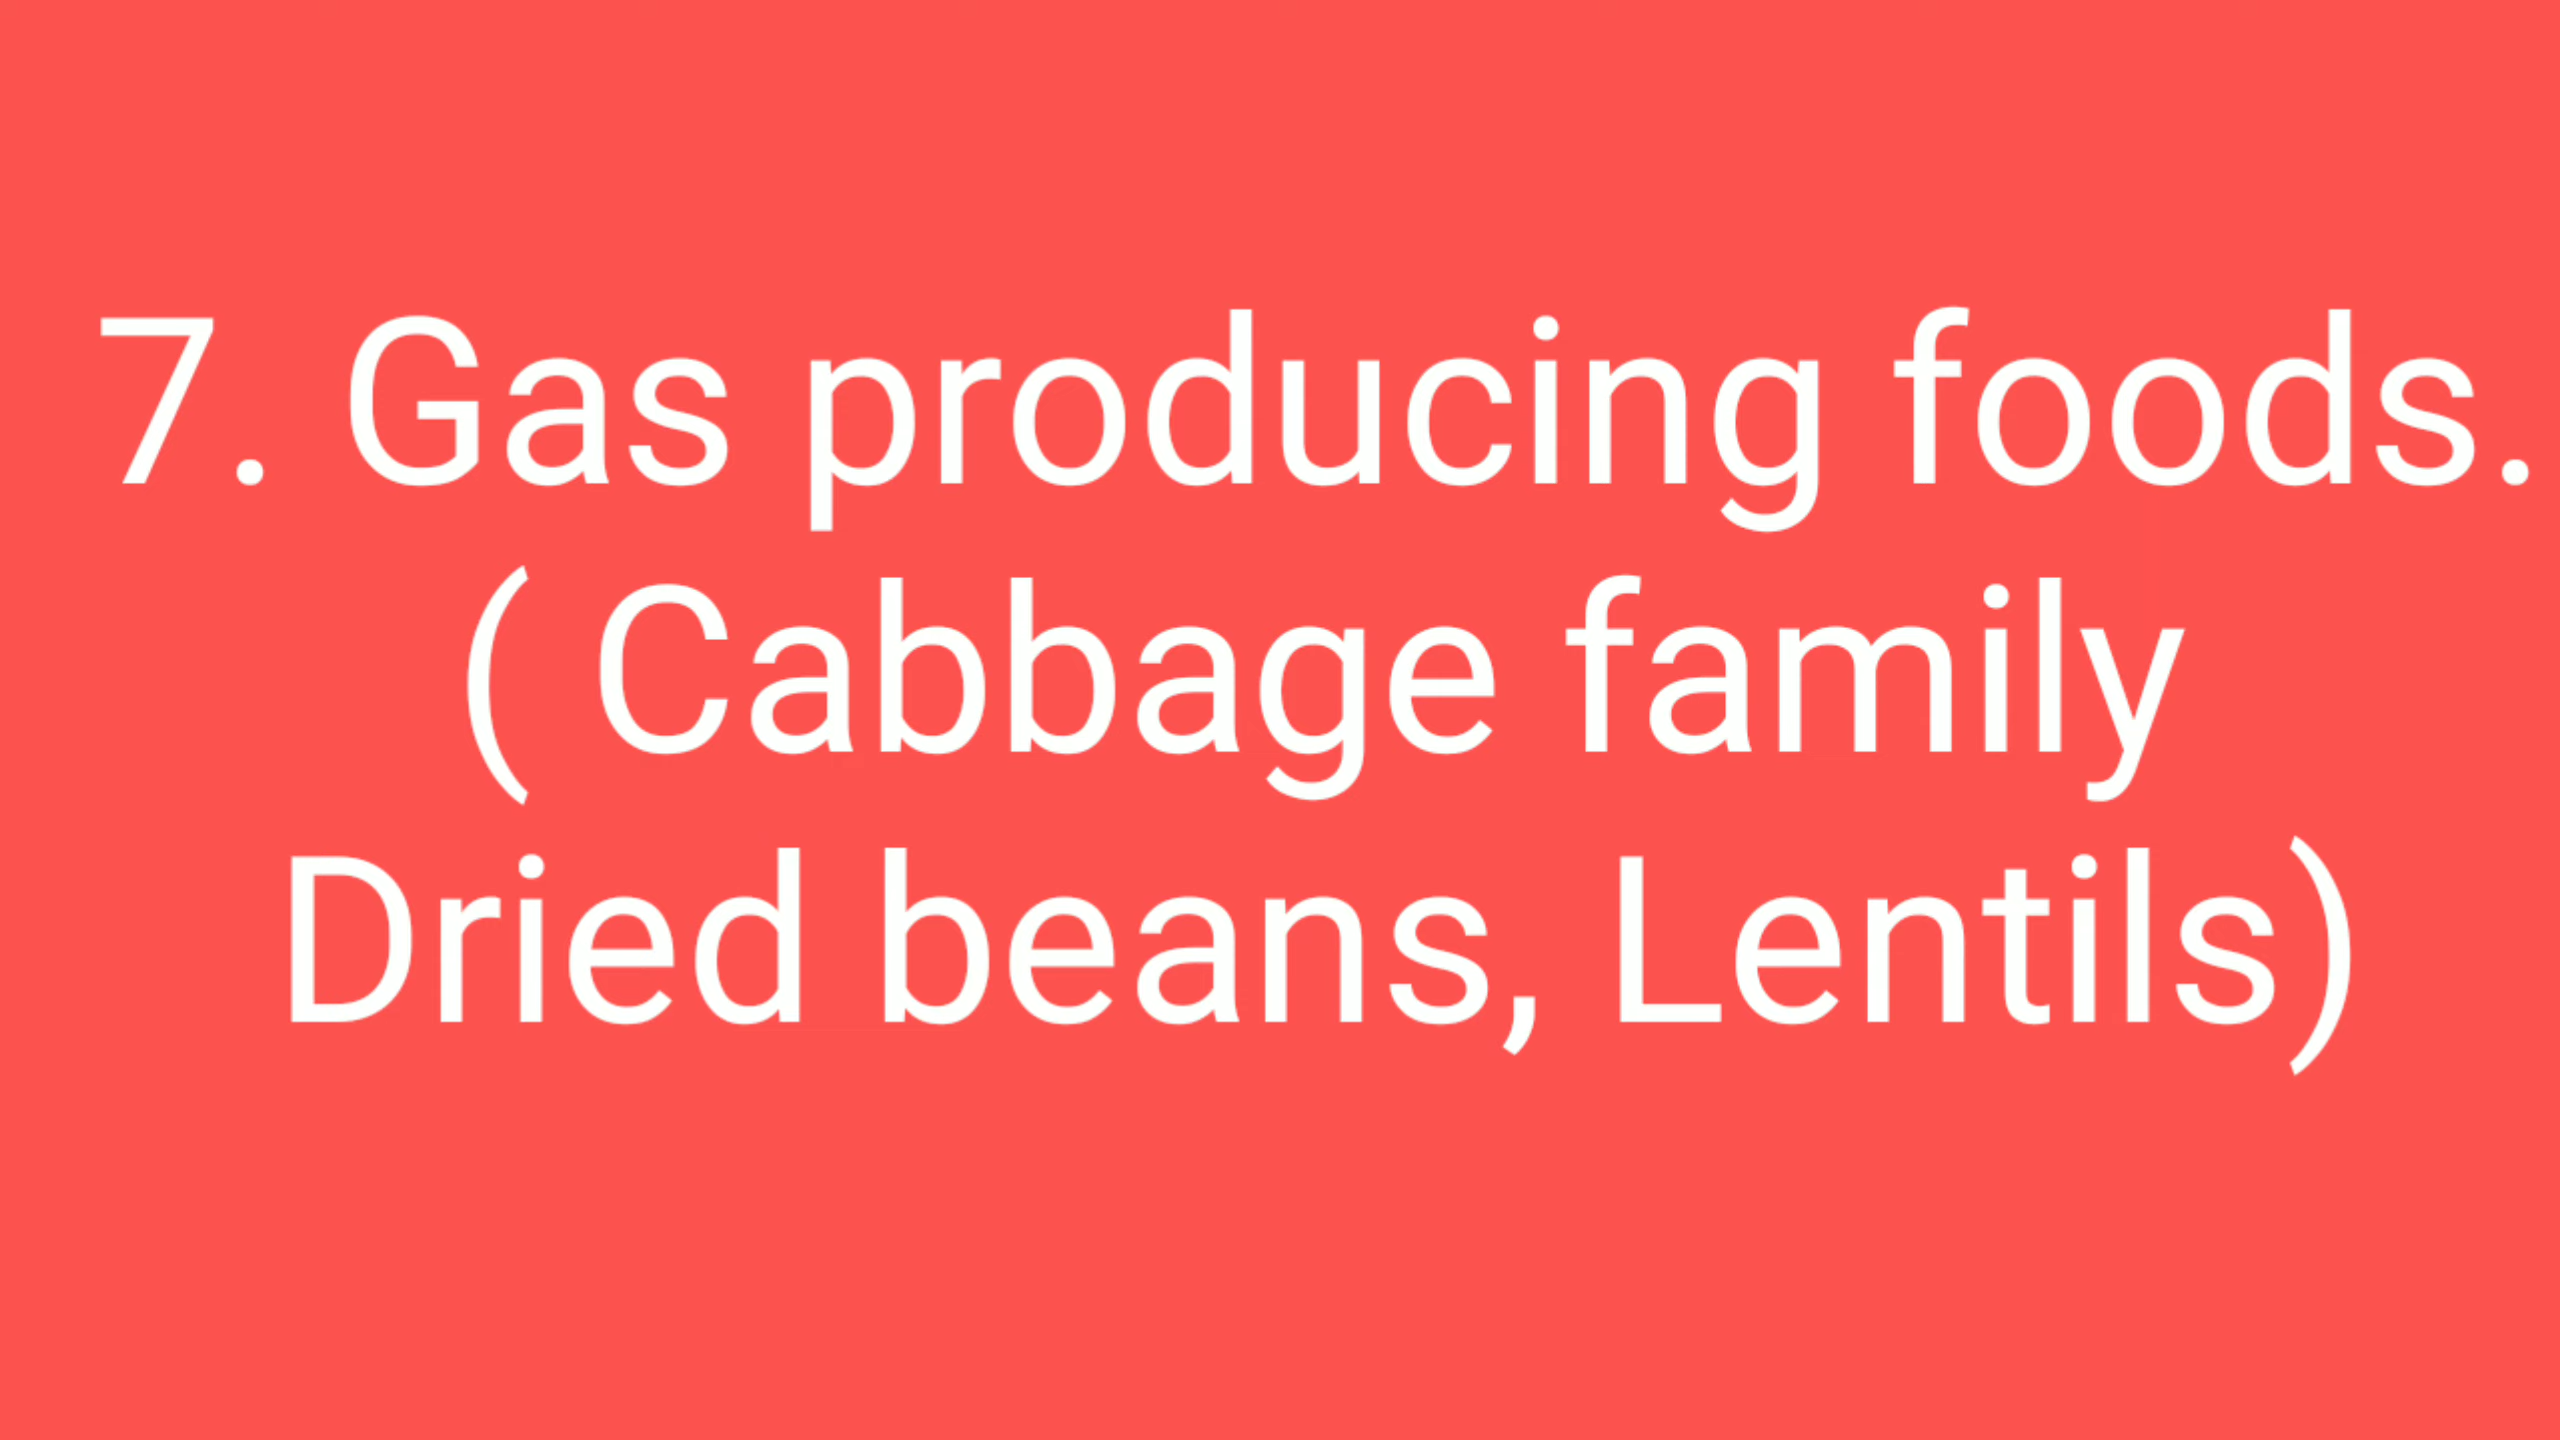 7. Gas producing foods.
( Cabbage family
Dried beans, Lentils)